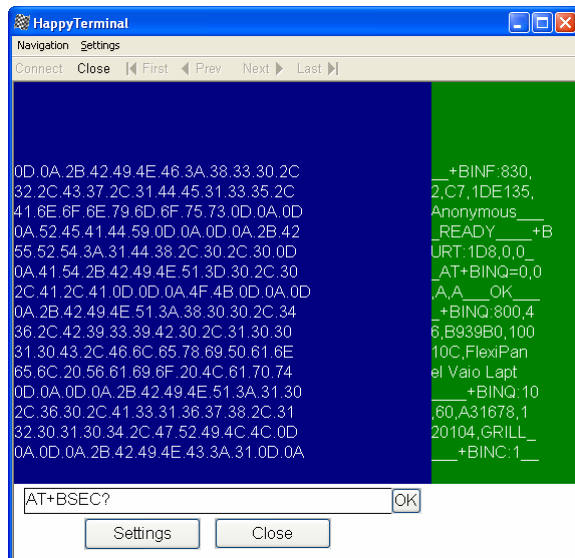 HappyTerminal
Navigation Settings
Connect Close First Prev Next Last
0D.0A.2B.42.49.4E.46.3A.38.33.30.2C __+BINF:830,
32.2C.43.37.2C.31.44.45.31.33.35.2C 2,C7,1DE135,
41.6E.6F.6E.79.6D.6F.75.73.0D.0A.0D Anonymous___
0A.52.45.41.44.59.0D.0A.0D.0A.2B.42 _READY____+B
55.52.54.3A.31.44.38.2C.30.2C.30.0D URT:1D8,0,0_
0A.41.54.2B.42.49.4E.51.3D.30.2C.30 _AT+BINQ=0,0
2C.41.2C.41.0D.0D.0A.4F.4B.0D.0A.0D ,A,A___OK___
0A.2B.42.49.4E.51.3A.38.30.30.2C.34 _+BINQ:800,4
36.2C.42.39.33.39.42.30.2C.31.30.30 6,B939B0,100
31.30.43.2C.46.6C.65.78.69.50.61.6E 10C,FlexiPan
65.6C.20.56.61.69.6F.20.4C.61.70.74 el Vaio Lapt
0D.0A.0D.0A.2B.42.49.4E.51.3A.31.30 ____+BINQ:10
2C.36.30.2C.41.33.31.36.37.38.2C.31 ,60,A31678,1
32.30.31.30.34.2C.47.52.49.4C.4C.0D 20104,GRILL_
0A.0D.0A.2B.42.49.4E.43.3A.31.0D.0A ___+BINC:1__
AT+BSEC? OK
Settings Close